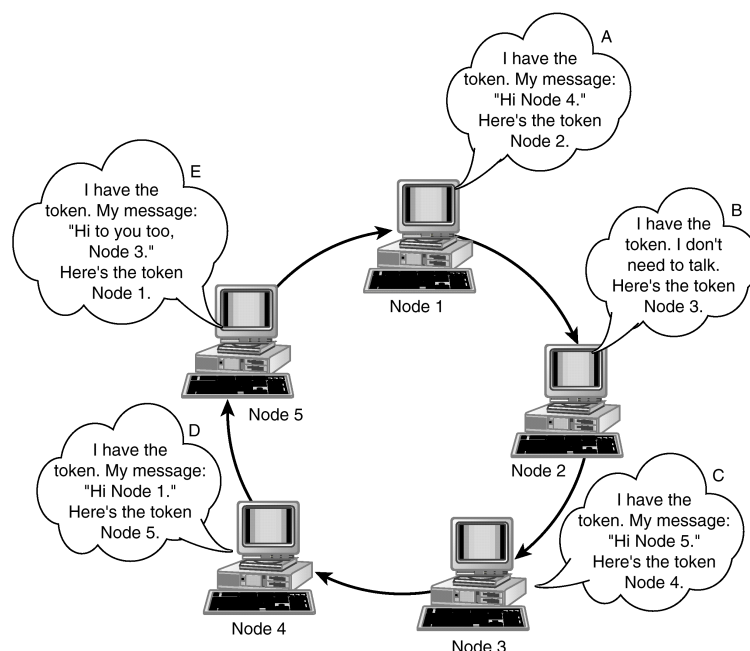 A
I have the
token. My message:
"Hi Node 4."
Here's the token
Node 2.
E
I have the
token. My message:
"Hi to you too,
Node 3."
Here's the token
Node 1.
B
I have the
token. I don't
need to talk.
Here's the token
Node 3.
Node 1
Node 5
Node 2
D
I have the
token. My message:
"Hi Node 1."
Here's the token
Node 5.
C
I have the
token. My message:
"Hi Node 5."
Here's the token
Node 4.
Node 4
Node 3